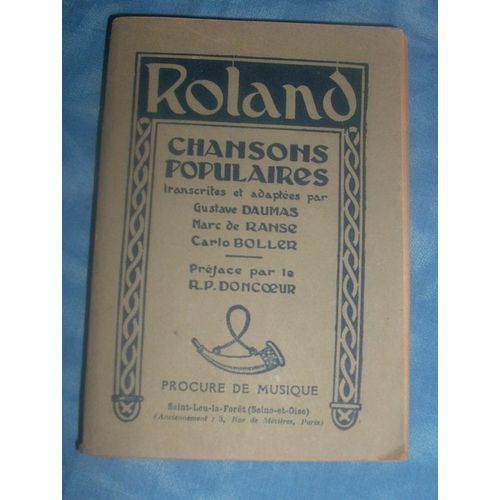 Roland
CHANSONS
POPULAIRES
transcrites et adaptées par
Gustave DAUMAS
Marc de RANSE
Carlo BOLLER
Préface par le
R.P. DONCŒUR
PROCURE DE MUSIQUE
Saint-Leu-la-Forêt (Seine-et-Oise)
(Anciennement : 5, Rue de Mézières, Paris)